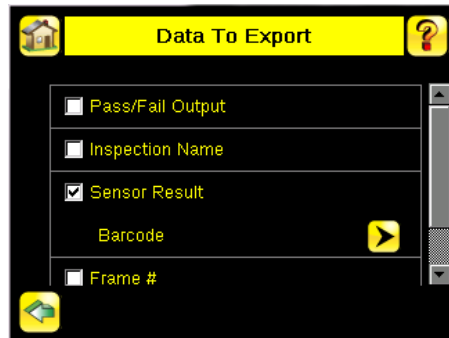 Data To Export
?
Pass/Fail Output
Inspection Name
Sensor Result
Barcode
Frame #